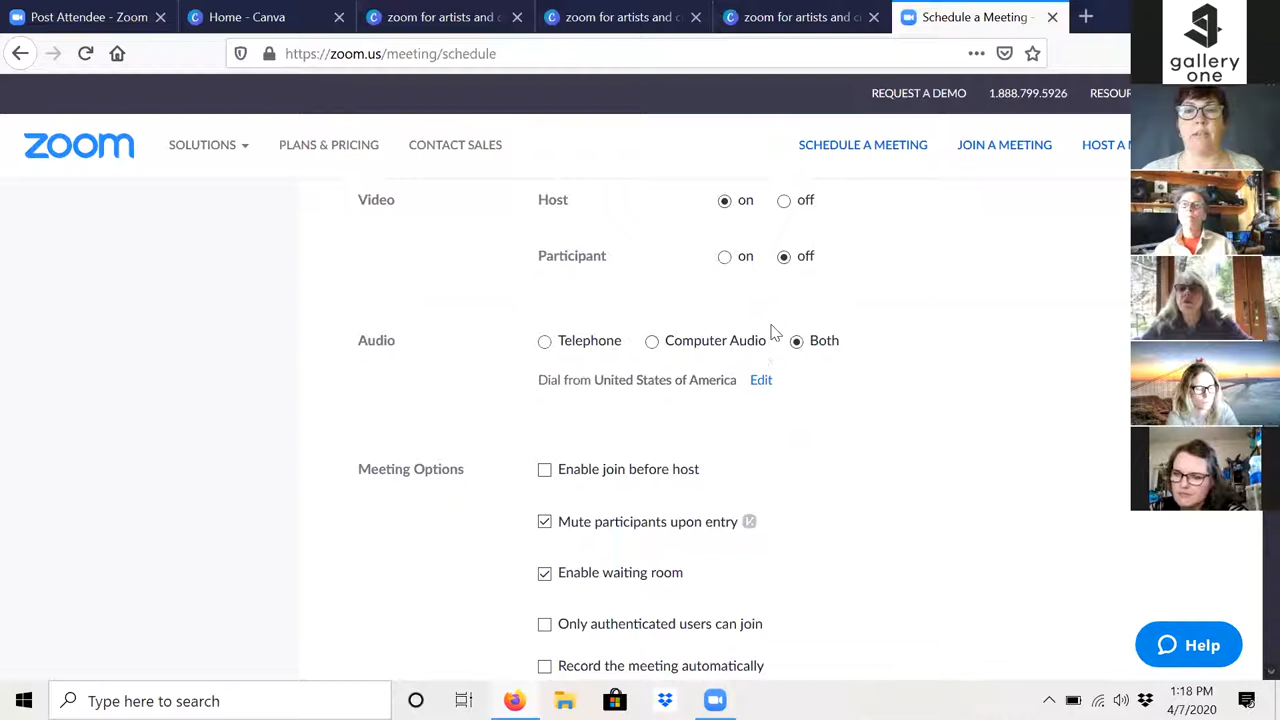 Post Attendee - Zoom
Home - Canva
zoom for artists and c
zoom for artists and c
zoom for artists and c
Schedule a Meeting -
https://zoom.us/meeting/schedule
gallery
one
REQUEST A DEMO
1.888.799.5926
RESOUR
zoom
SOLUTIONS
PLANS & PRICING
CONTACT SALES
SCHEDULE A MEETING
JOIN A MEETING
HOST A M
Video
Host
on
off
Participant
on
off
Audio
Telephone
Computer Audio
Both
Dial from United States of America Edit
Meeting Options
Enable join before host
Mute participants upon entry
Enable waiting room
Only authenticated users can join
Record the meeting automatically
Help
Type here to search
1:18 PM
4/7/2020